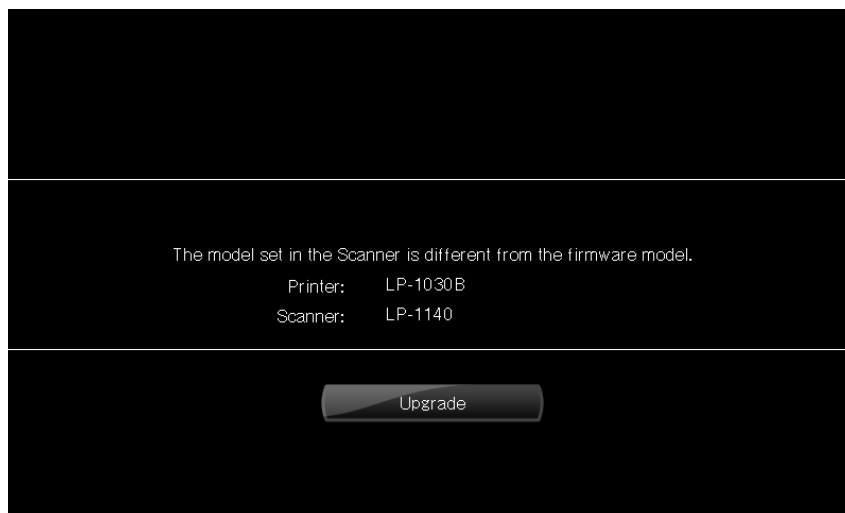 The model set in the Scanner is different from the firmware model.
Printer: LP-1030B
Scanner: LP-1140
Upgrade